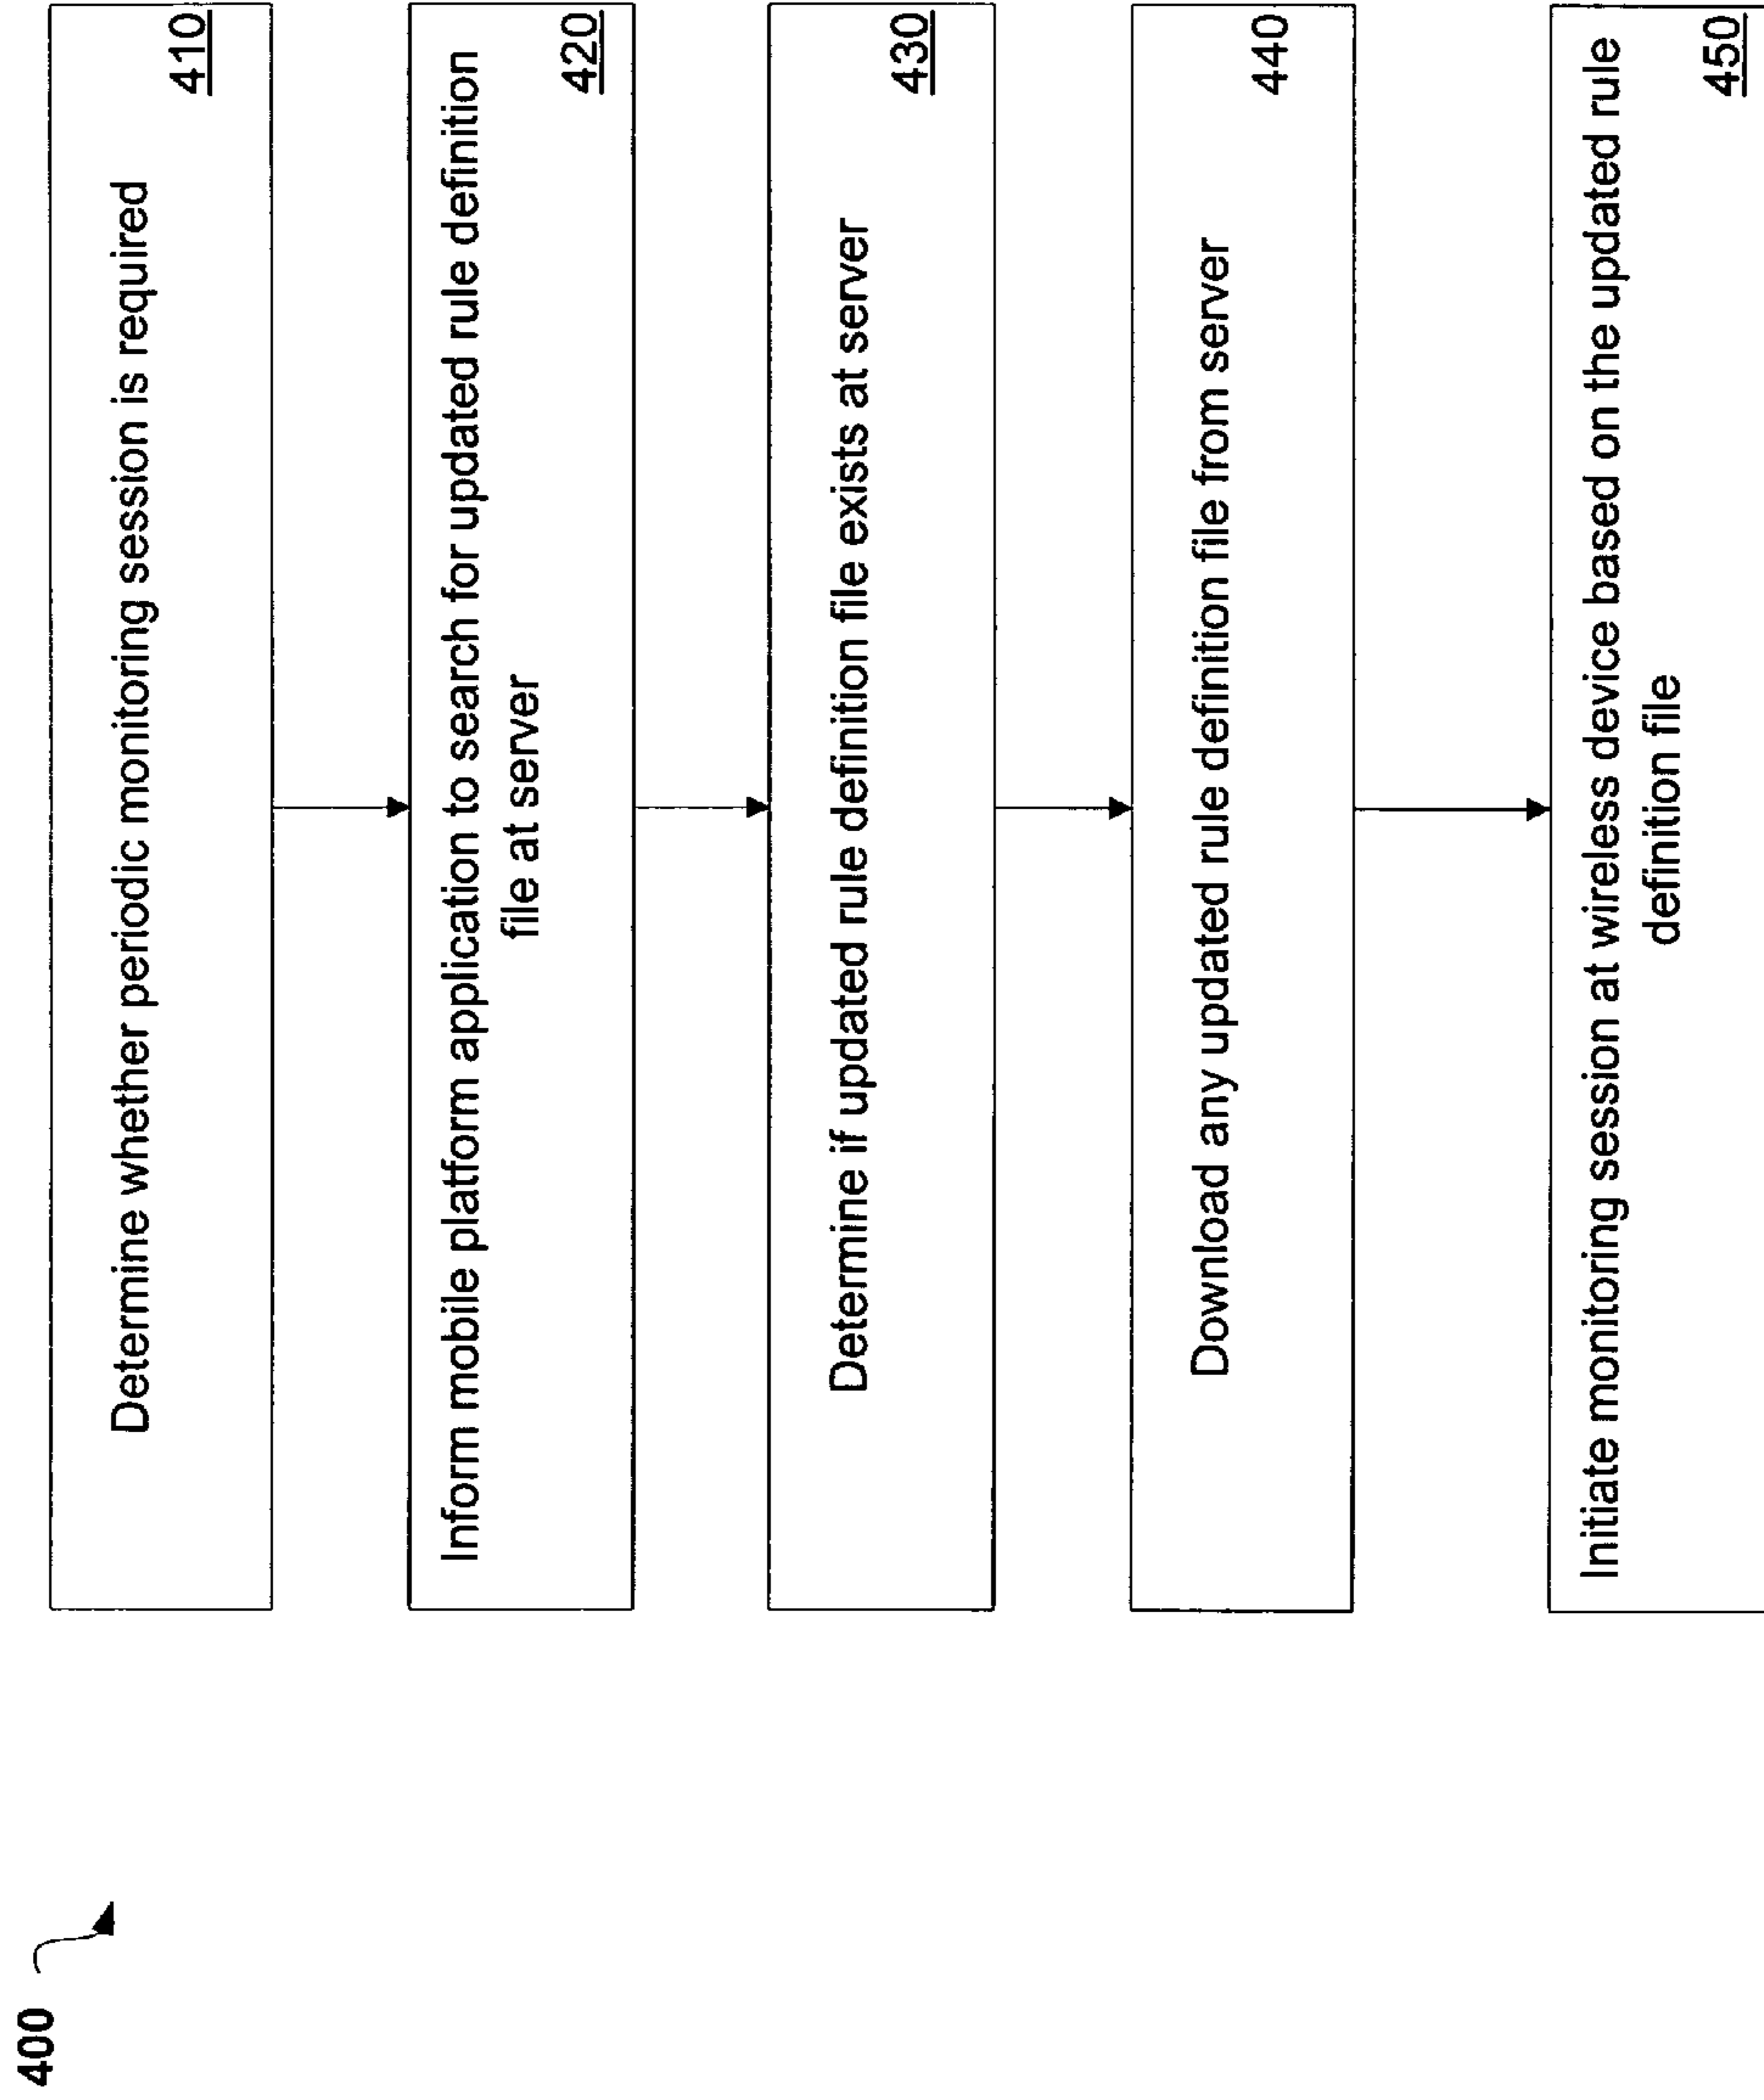 400
Determine whether periodic monitoring session is required
410
Inform mobile platform application to search for updated rule definition
file at server
420
Determine if updated rule definition file exists at server
430
Download any updated rule definition file from server
440
Initiate monitoring session at wireless device based on the updated rule
definition file
450